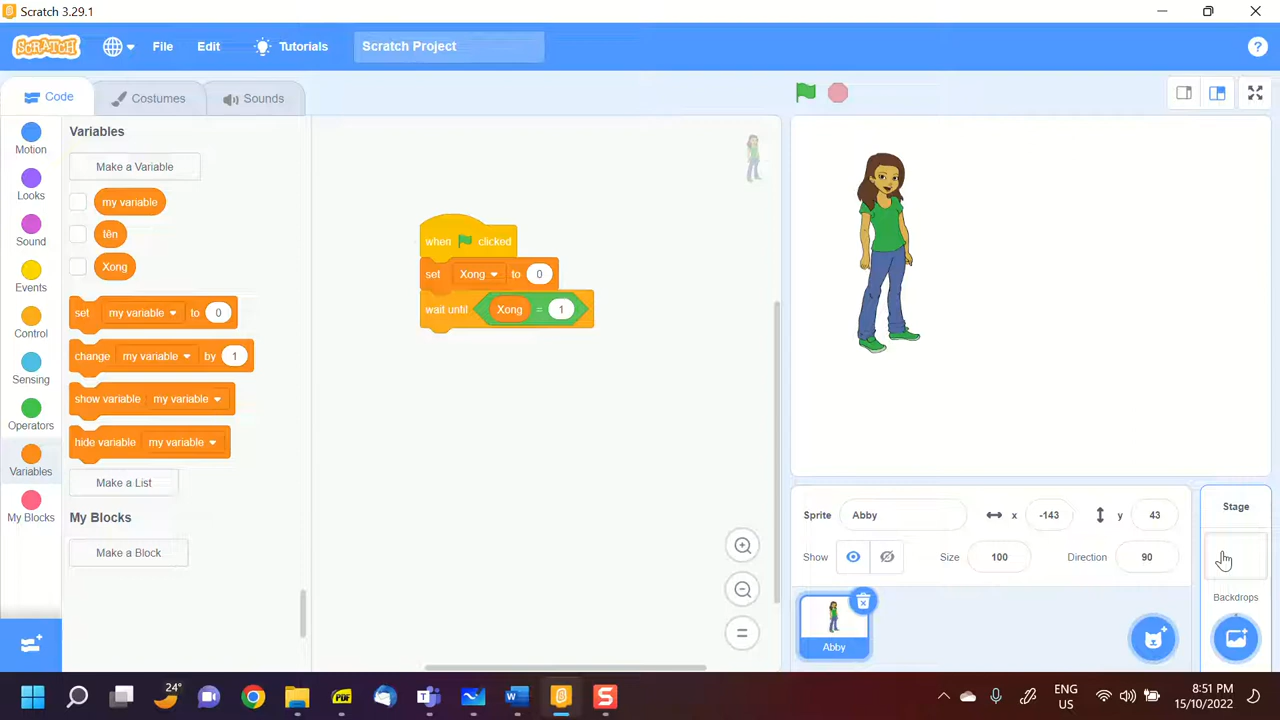 Scratch 3.29.1
SCRATCH
File Edit Tutorials Scratch Project ?
Code Costumes Sounds
Motion
Looks
Sound
Events
Control
Sensing
Operators
Variables
My Blocks
Variables
Make a Variable
my variable
tên
Xong
set my variable to 0
change my variable by 1
show variable my variable
hide variable my variable
Make a List
My Blocks
Make a Block
when clicked
set Xong to 0
wait until Xong = 1
Sprite Abby x -143 y 43
Show Size 100 Direction 90
Abby
Stage
Backdrops
24°
PDF
ENG
US
8:51 PM
15/10/2022